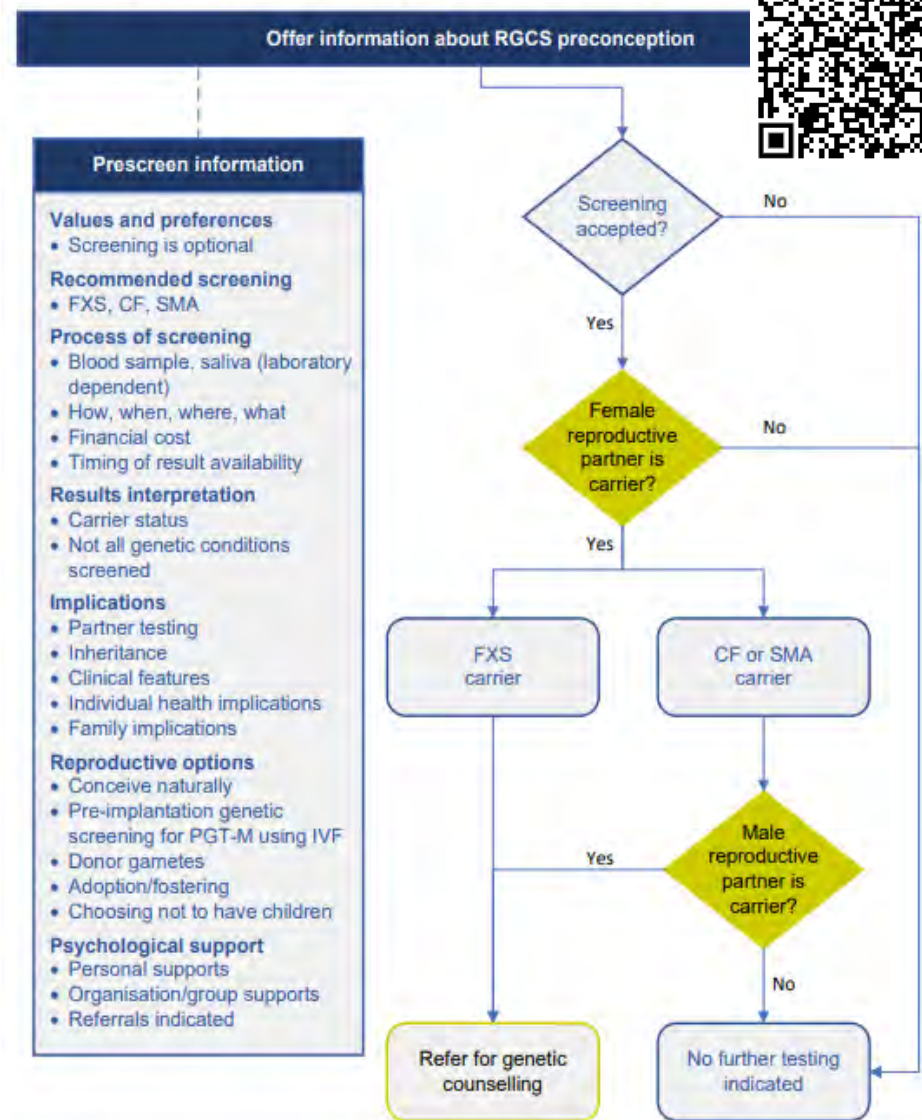 Offer information about RGCS preconception
Prescreen information
Values and preferences
• Screening is optional
Recommended screening
• FXS, CF, SMA
Process of screening
• Blood sample, saliva (laboratory
dependent)
• How, when, where, what
• Financial cost
• Timing of result availability
Results interpretation
• Carrier status
• Not all genetic conditions
screened
Implications
• Partner testing
• Inheritance
• Clinical features
• Individual health implications
• Family implications
Reproductive options
• Conceive naturally
• Pre-implantation genetic
screening for PGT-M using IVF
• Donor gametes
• Adoption/fostering
• Choosing not to have children
Psychological support
• Personal supports
• Organisation/group supports
• Referrals indicated
Screening
accepted?
No
Yes
Female
reproductive
partner is
carrier?
No
Yes
FXS
carrier
CF or SMA
carrier
Male
reproductive
partner is
carrier?
Yes
No
Refer for genetic
counselling
No further testing
indicated